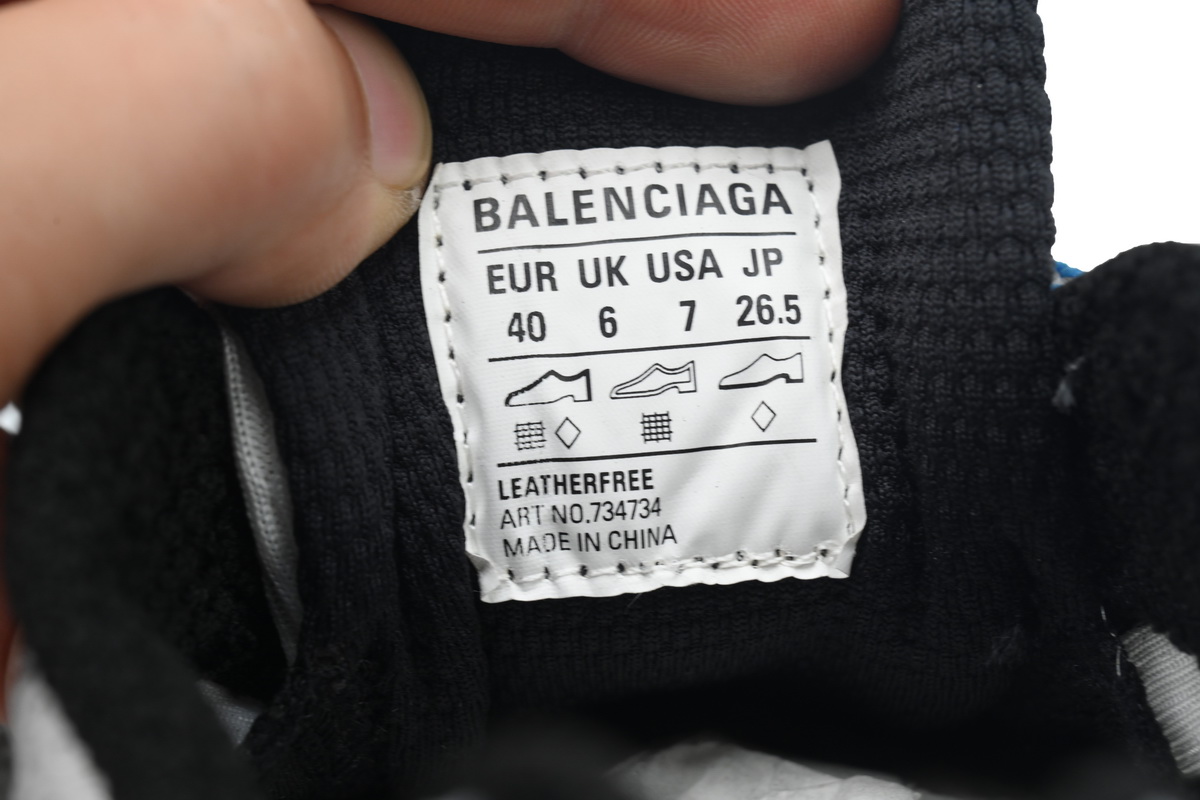 BALENCIAGA
EUR UK USA JP
40 6 7 26.5
LEATHERFREE
ART NO.734734
MADE IN CHINA